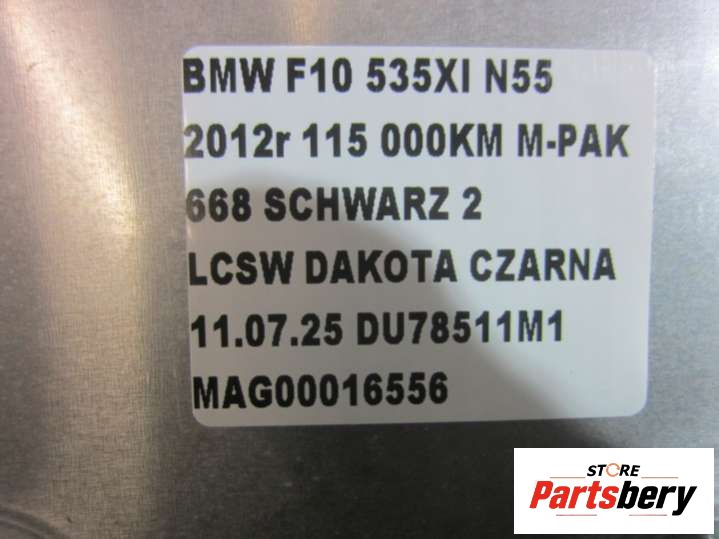 BMW F10 535XI N55
2012r 115 000KM M-PAK
668 SCHWARZ 2
LCSW DAKOTA CZARNA
11.07.25 DU78511M1
MAG00016556
STORE
Partsbery